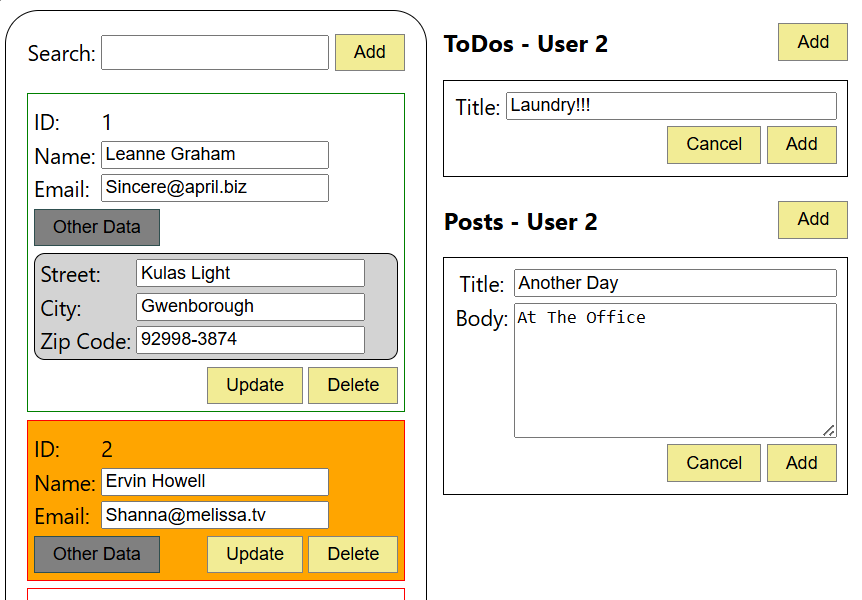 Search: Add
ID: 1
Name: Leanne Graham
Email: Sincere@april.biz
Other Data
Street: Kulas Light
City: Gwenborough
Zip Code: 92998-3874
Update Delete
ID: 2
Name: Ervin Howell
Email: Shanna@melissa.tv
Other Data Update Delete
ToDos - User 2 Add
Title: Laundry!!!
Cancel Add
Posts - User 2 Add
Title: Another Day
Body: At The Office
Cancel Add